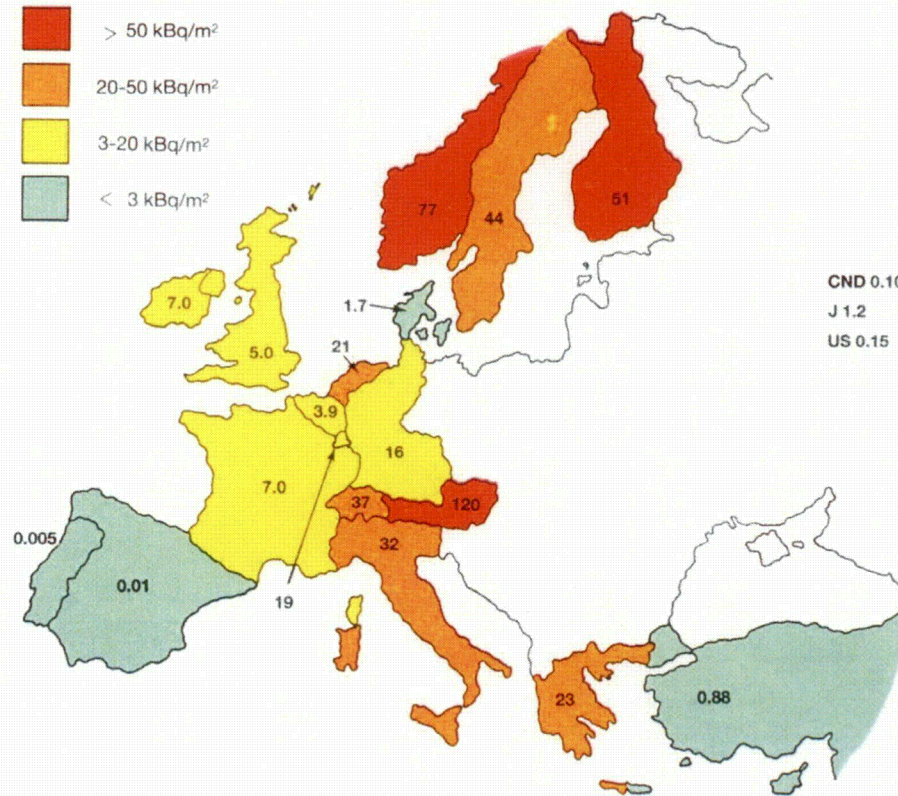 > 50 kBq/m²
20-50 kBq/m²
3-20 kBq/m²
< 3 kBq/m²
77
44
51
7.0
1.7
CND 0.10
J 1.2
US 0.15
5.0
21
3.9
16
7.0
37
120
0.005
32
0.01
19
23
0.88